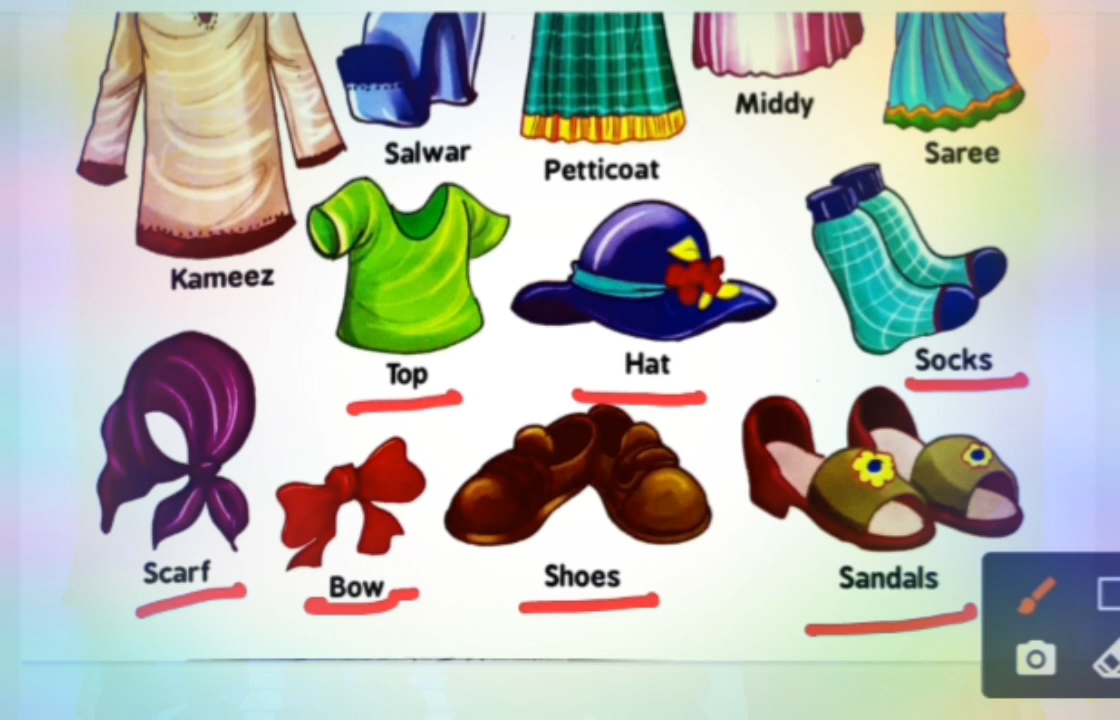 Middy
Salwar
Saree
Petticoat
Kameez
Top
Hat
Socks
Scarf
Bow
Shoes
Sandals